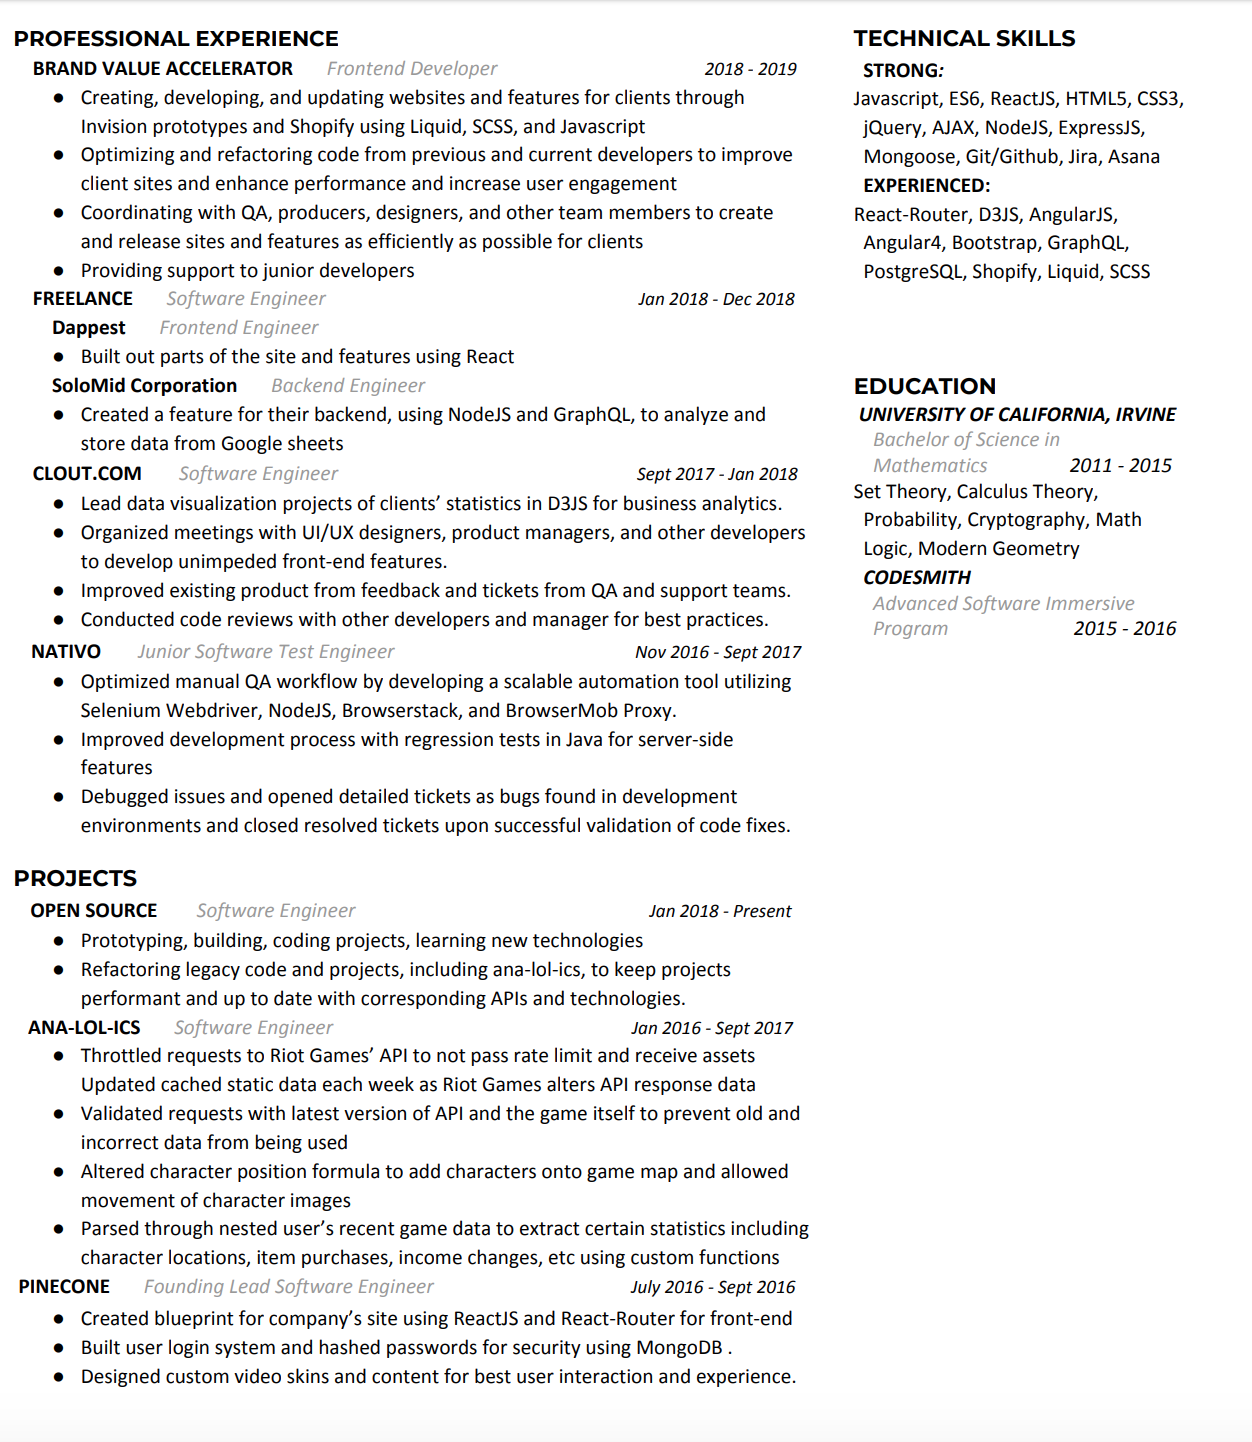 PROFESSIONAL EXPERIENCE
BRAND VALUE ACCELERATOR Frontend Developer 2018 - 2019
● Creating, developing, and updating websites and features for clients through
Invision prototypes and Shopify using Liquid, SCSS, and Javascript
● Optimizing and refactoring code from previous and current developers to improve
client sites and enhance performance and increase user engagement
● Coordinating with QA, producers, designers, and other team members to create
and release sites and features as efficiently as possible for clients
● Providing support to junior developers
FREELANCE Software Engineer Jan 2018 - Dec 2018
Dappest Frontend Engineer
● Built out parts of the site and features using React
SoloMid Corporation Backend Engineer
● Created a feature for their backend, using NodeJS and GraphQL, to analyze and
store data from Google sheets
CLOUT.COM Software Engineer Sept 2017 - Jan 2018
● Lead data visualization projects of clients’ statistics in D3JS for business analytics.
● Organized meetings with UI/UX designers, product managers, and other developers
to develop unimpeded front-end features.
● Improved existing product from feedback and tickets from QA and support teams.
● Conducted code reviews with other developers and manager for best practices.
NATIVO Junior Software Test Engineer Nov 2016 - Sept 2017
● Optimized manual QA workflow by developing a scalable automation tool utilizing
Selenium Webdriver, NodeJS, Browserstack, and BrowserMob Proxy.
● Improved development process with regression tests in Java for server-side
features
● Debugged issues and opened detailed tickets as bugs found in development
environments and closed resolved tickets upon successful validation of code fixes.
PROJECTS
OPEN SOURCE Software Engineer Jan 2018 - Present
● Prototyping, building, coding projects, learning new technologies
● Refactoring legacy code and projects, including ana-lol-ics, to keep projects
performant and up to date with corresponding APIs and technologies.
ANA-LOL-ICS Software Engineer Jan 2016 - Sept 2017
● Throttled requests to Riot Games’ API to not pass rate limit and receive assets
Updated cached static data each week as Riot Games alters API response data
● Validated requests with latest version of API and the game itself to prevent old and
incorrect data from being used
● Altered character position formula to add characters onto game map and allowed
movement of character images
● Parsed through nested user’s recent game data to extract certain statistics including
character locations, item purchases, income changes, etc using custom functions
PINECONE Founding Lead Software Engineer July 2016 - Sept 2016
● Created blueprint for company’s site using ReactJS and React-Router for front-end
● Built user login system and hashed passwords for security using MongoDB .
● Designed custom video skins and content for best user interaction and experience.
TECHNICAL SKILLS
STRONG:
Javascript, ES6, ReactJS, HTML5, CSS3,
jQuery, AJAX, NodeJS, ExpressJS,
Mongoose, Git/Github, Jira, Asana
EXPERIENCED:
React-Router, D3JS, AngularJS,
Angular4, Bootstrap, GraphQL,
PostgreSQL, Shopify, Liquid, SCSS
EDUCATION
UNIVERSITY OF CALIFORNIA, IRVINE
Bachelor of Science in
Mathematics 2011 - 2015
Set Theory, Calculus Theory,
Probability, Cryptography, Math
Logic, Modern Geometry
CODESMITH
Advanced Software Immersive
Program 2015 - 2016